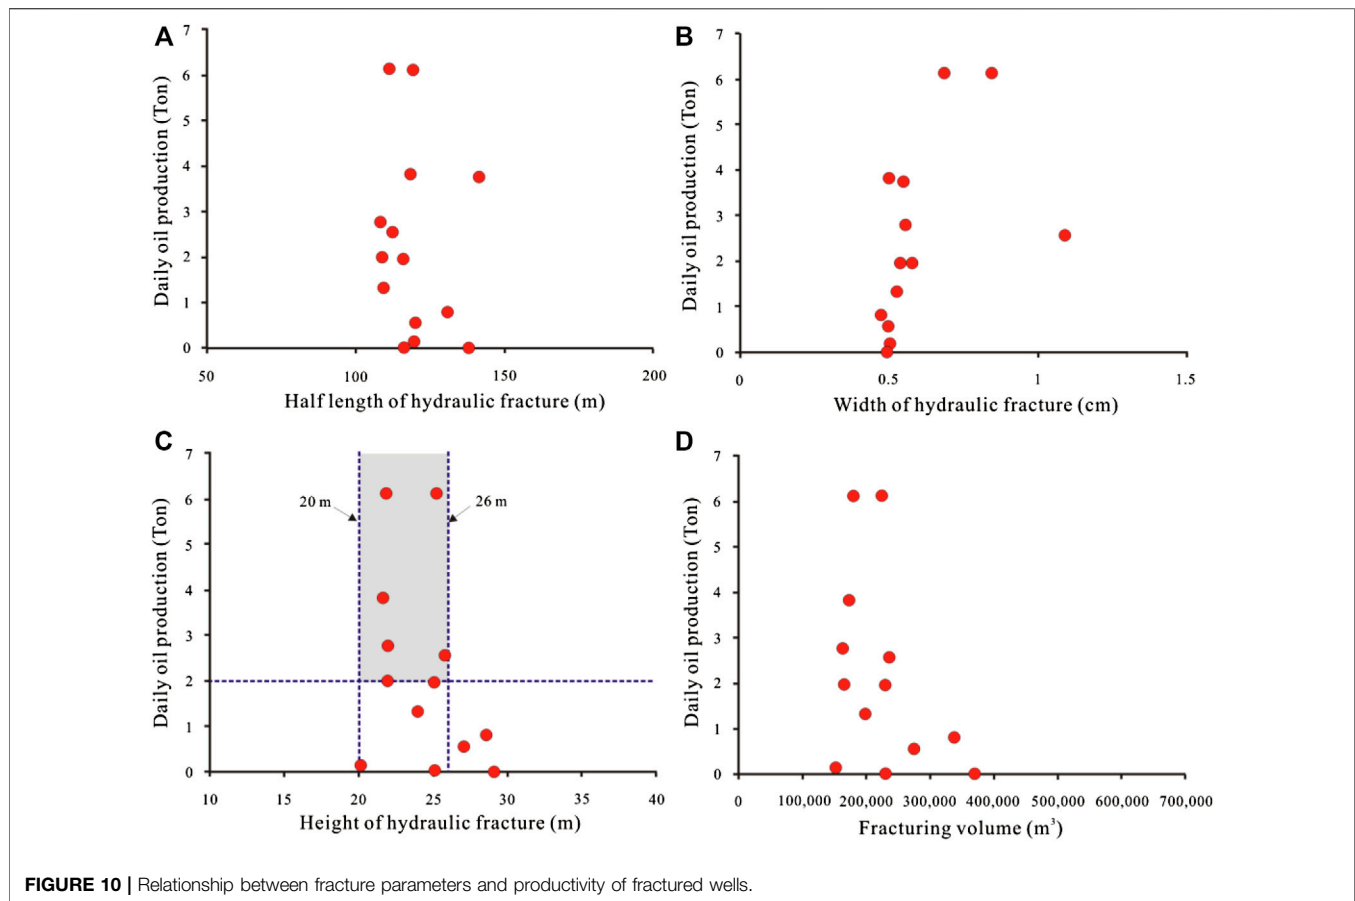 A
7
6
5
4
3
2
1
0
Daily oil production (Ton)
50 100 150 200
Half length of hydraulic fracture (m)
B
7
6
5
4
3
2
1
0
Daily oil production (Ton)
0 0.5 1 1.5
Width of hydraulic fracture (cm)
C
7
6
5
4
3
2
1
0
Daily oil production (Ton)
20 m
26 m
10 15 20 25 30 35 40
Height of hydraulic fracture (m)
D
7
6
5
4
3
2
1
0
Daily oil production (Ton)
0 100,000 200,000 300,000 400,000 500,000 600,000 700,000
Fracturing volume (m³)
FIGURE 10 | Relationship between fracture parameters and productivity of fractured wells.